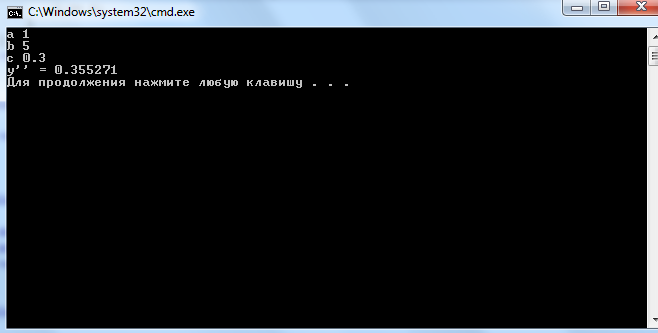 C:\Windows\system32\cmd.exe
a 1
b 5
c 0.3
y'' = 0.355271
Для продолжения нажмите любую клавишу . . .